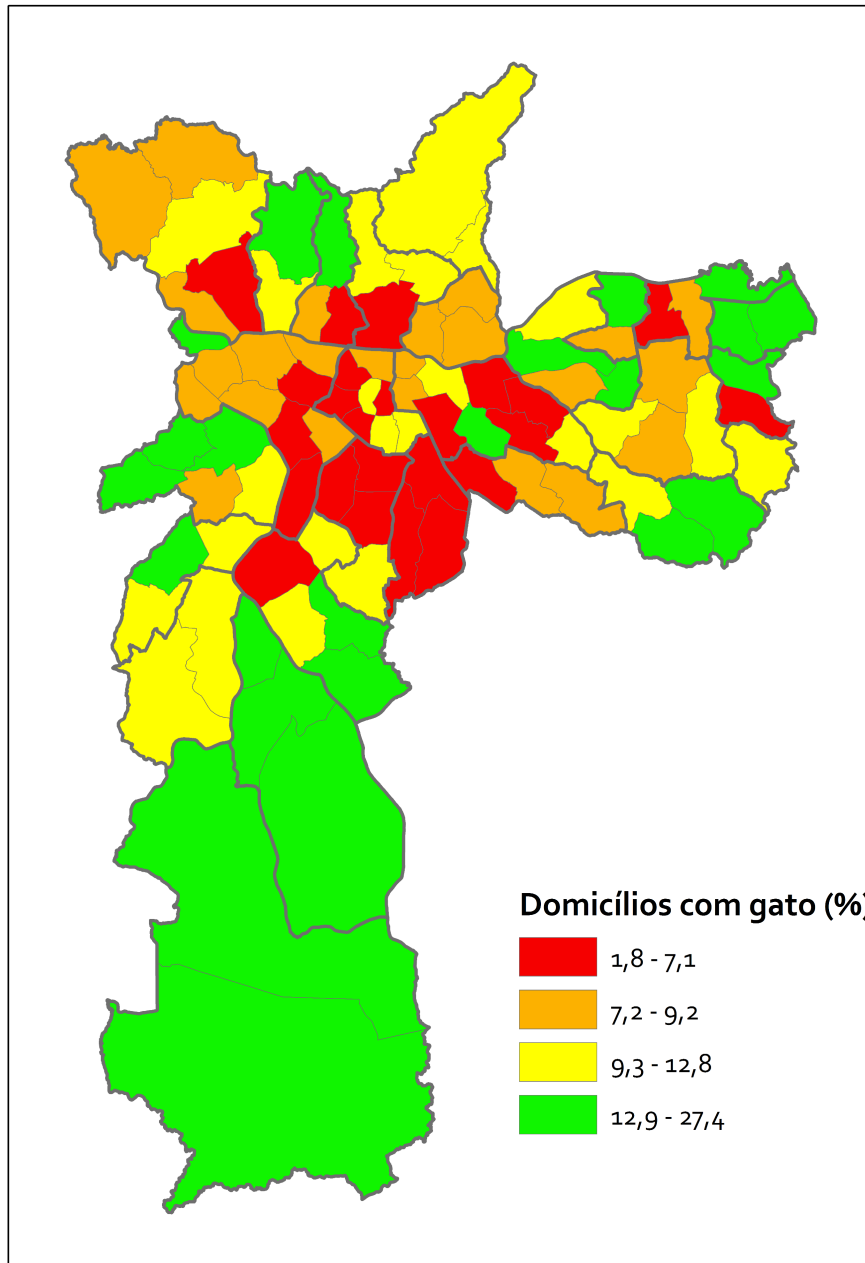 Domicílios com gato (%)
1,8 - 7,1
7,2 - 9,2
9,3 - 12,8
12,9 - 27,4